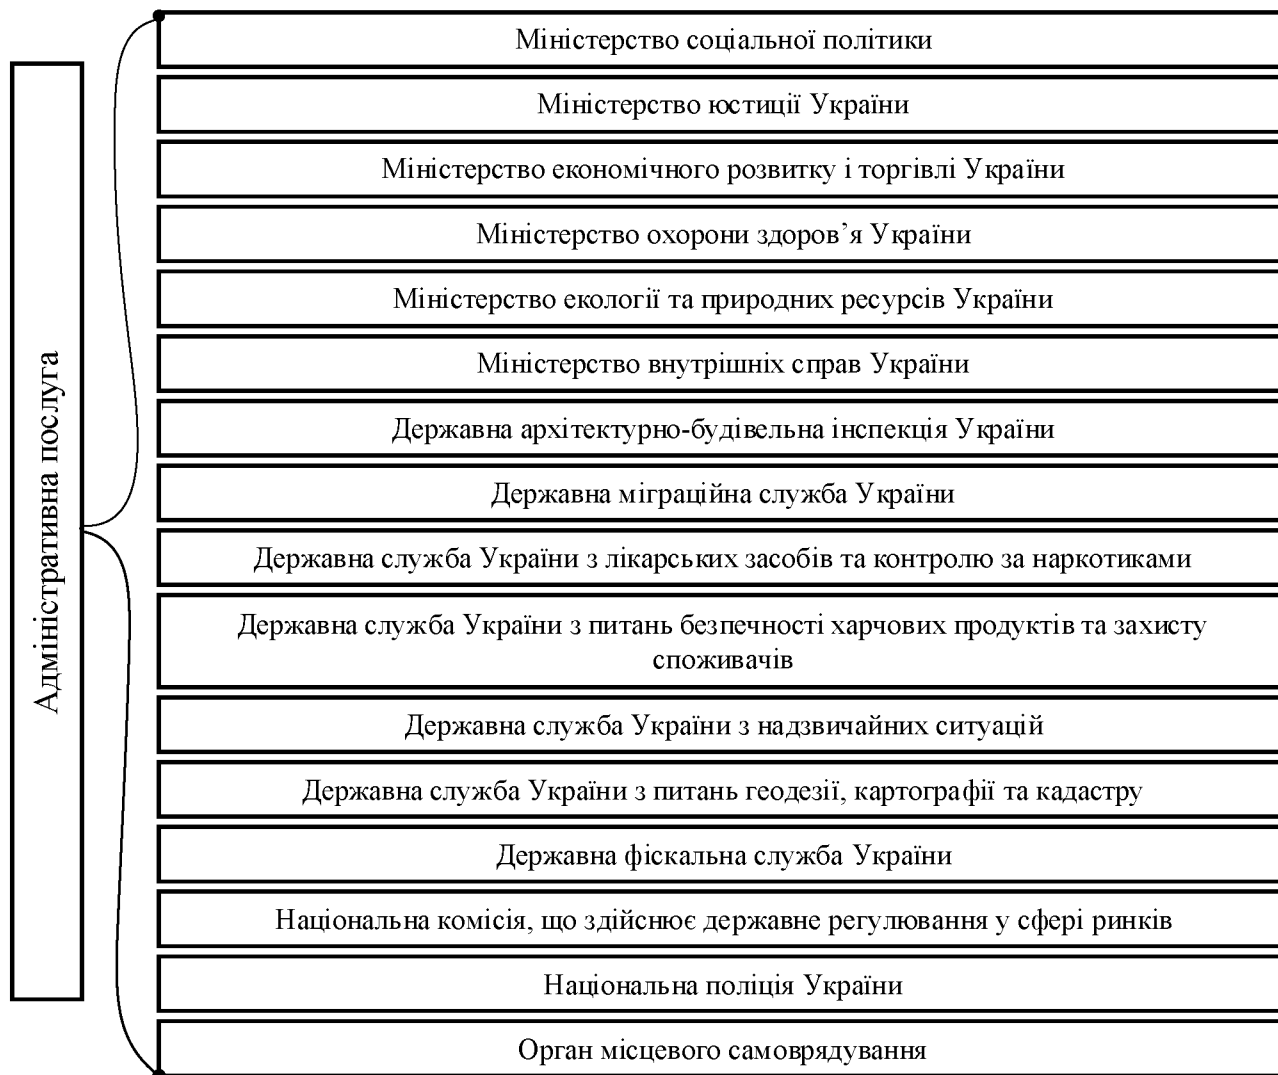 Адміністративна послуга
Міністерство соціальної політики
Міністерство юстиції України
Міністерство економічного розвитку і торгівлі України
Міністерство охорони здоров’я України
Міністерство екології та природних ресурсів України
Міністерство внутрішніх справ України
Державна архітектурно-будівельна інспекція України
Державна міграційна служба України
Державна служба України з лікарських засобів та контролю за наркотиками
Державна служба України з питань безпечності харчових продуктів та захисту
споживачів
Державна служба України з надзвичайних ситуацій
Державна служба України з питань геодезії, картографії та кадастру
Державна фіскальна служба України
Національна комісія, що здійснює державне регулювання у сфері ринків
Національна поліція України
Орган місцевого самоврядування